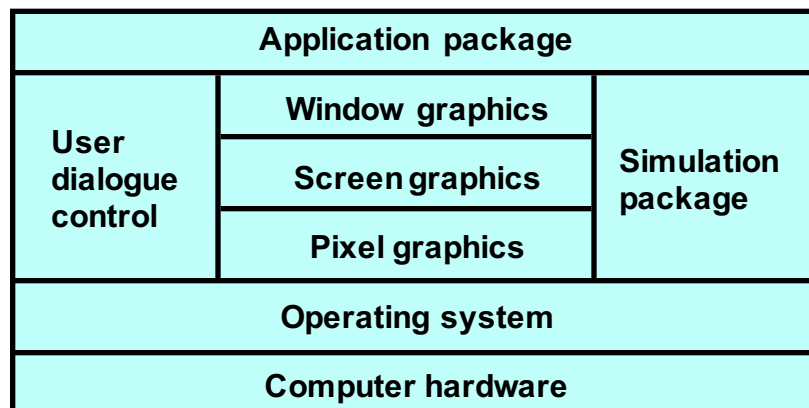 Application package
User
dialogue
control
Window graphics
Screen graphics
Pixel graphics
Simulation
package
Operating system
Computer hardware